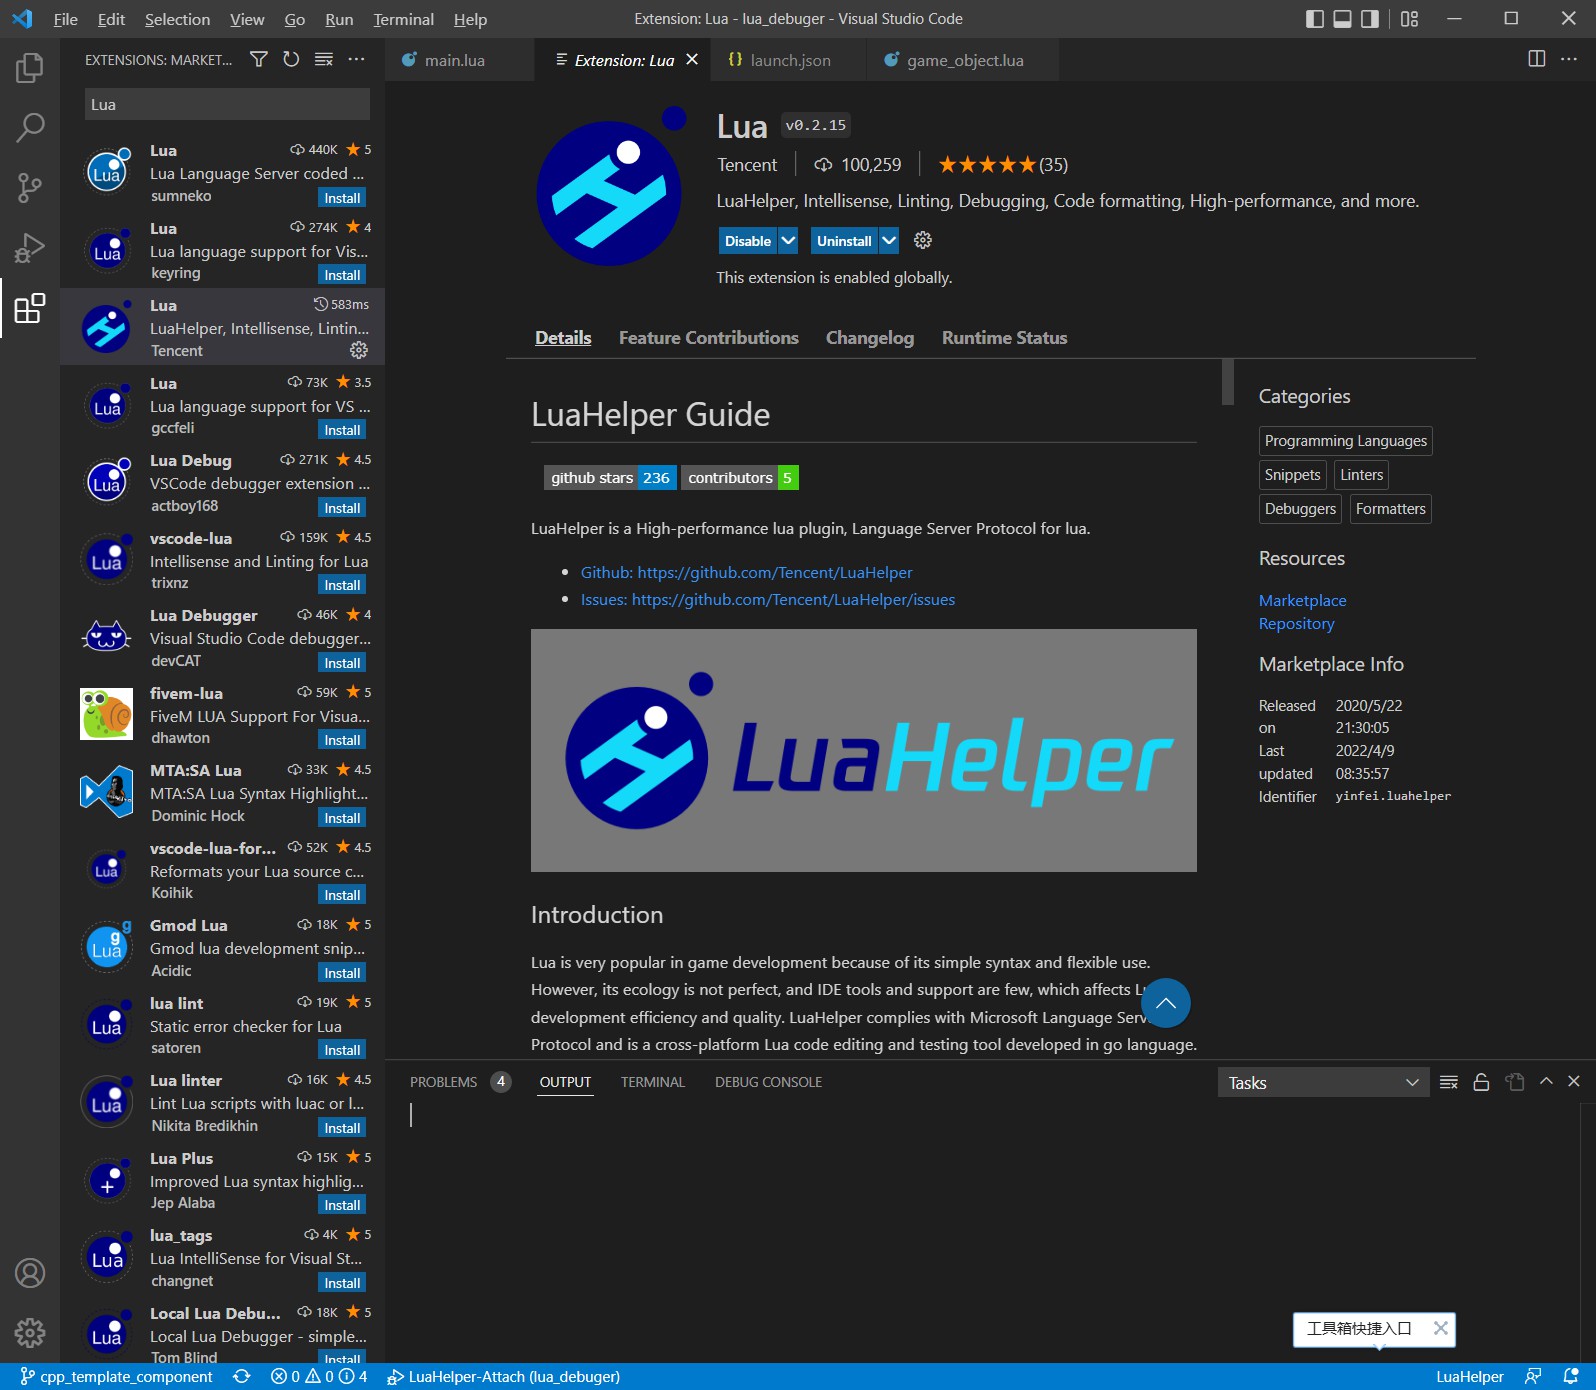 File Edit Selection View Go Run Terminal Help
Extension: Lua - lua_debuger - Visual Studio Code
EXTENSIONS: MARKET...
main.lua
Extension: Lua
launch.json
game_object.lua
Lua
Lua 440K 5
Lua Language Server coded ...
sumneko Install
Lua 274K 4
Lua language support for Vis...
keyring Install
Lua 583ms
LuaHelper, Intellisense, Lintin...
Tencent
Lua 73K 3.5
Lua language support for VS ...
gccfeli Install
Lua Debug 271K 4.5
VSCode debugger extension ...
actboy168 Install
vscode-lua 159K 4.5
Intellisense and Linting for Lua
trixnz Install
Lua Debugger 46K 4
Visual Studio Code debugger...
devCAT Install
fivem-lua 59K 5
FiveM LUA Support For Visua...
dhawton Install
MTA:SA Lua 33K 4.5
MTA:SA Lua Syntax Highlight...
Dominic Hock Install
vscode-lua-for... 52K 4.5
Reformats your Lua source c...
Koihik Install
Gmod Lua 18K 5
Gmod lua development snip...
Acidic Install
lua lint 19K 5
Static error checker for Lua
satoren Install
Lua linter 16K 4.5
Lint Lua scripts with luac or l...
Nikita Bredikhin Install
Lua Plus 15K 5
Improved Lua syntax highlig...
Jep Alaba Install
lua_tags 4K 5
Lua IntelliSense for Visual St...
changnet Install
Local Lua Debu... 18K 5
Local Lua Debugger - simple...
Tom Blind Install
Lua v0.2.15
Tencent 100,259 ★★★★★(35)
LuaHelper, Intellisense, Linting, Debugging, Code formatting, High-performance, and more.
Disable Uninstall
This extension is enabled globally.
Details Feature Contributions Changelog Runtime Status
LuaHelper Guide
github stars 236 contributors 5
LuaHelper is a High-performance lua plugin, Language Server Protocol for lua.
• Github: https://github.com/Tencent/LuaHelper
• Issues: https://github.com/Tencent/LuaHelper/issues
LuaHelper
Introduction
Lua is very popular in game development because of its simple syntax and flexible use.
However, its ecology is not perfect, and IDE tools and support are few, which affects L
development efficiency and quality. LuaHelper complies with Microsoft Language Serv
Protocol and is a cross-platform Lua code editing and testing tool developed in go language.
Categories
Programming Languages
Snippets Linters
Debuggers Formatters
Resources
Marketplace
Repository
Marketplace Info
Released on 2020/5/22 21:30:05
Last updated 2022/4/9 08:35:57
Identifier yinfei.luahelper
PROBLEMS 4 OUTPUT TERMINAL DEBUG CONSOLE Tasks
工具箱快捷入口
cpp_template_component 0 0 4 LuaHelper-Attach (lua_debuger) LuaHelper